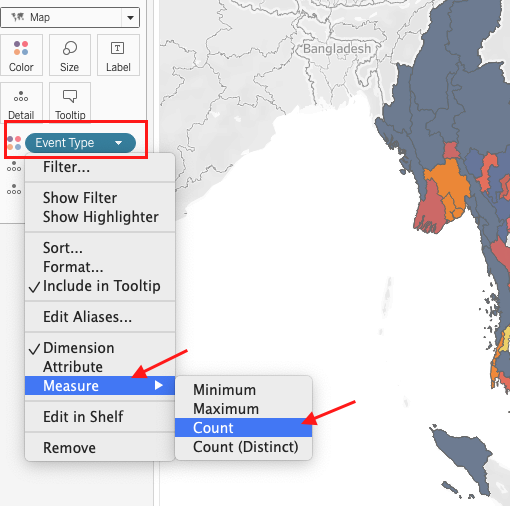 Map
Color
Size
Label
Detail
Tooltip
Event Type
Filter...
Show Filter
Show Highlighter
Sort...
Format...
✓ Include in Tooltip
Edit Aliases...
✓ Dimension
Attribute
Measure
Edit in Shelf
Remove
Minimum
Maximum
Count
Count (Distinct)
Bangladesh